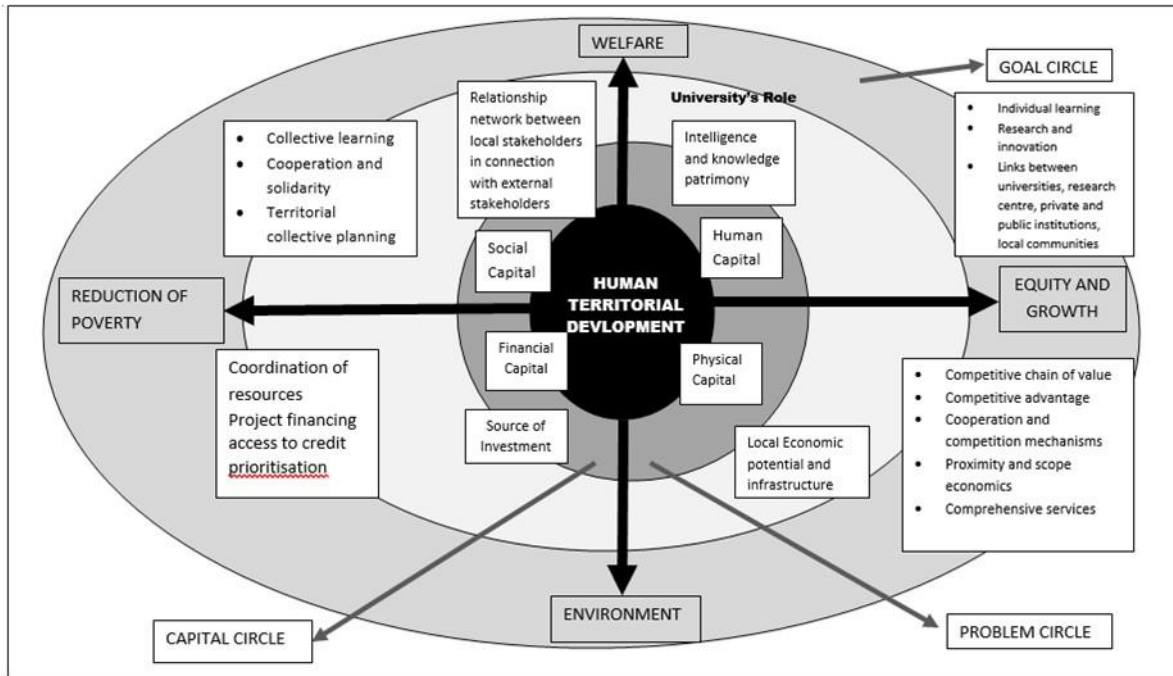 WELFARE
GOAL CIRCLE
University's Role
Relationship
network between
local stakeholders
in connection
with external
stakeholders
Intelligence
and knowledge
patrimony
• Individual learning
• Research and
innovation
• Links between
universities, research
centre, private and
public institutions,
local communities
• Collective learning
• Cooperation and
solidarity
• Territorial
collective planning
Social
Capital
Human
Capital
REDUCTION OF
POVERTY
HUMAN
TERRITORIAL
DEVLOPMENT
EQUITY AND
GROWTH
Financial
Capital
Physical
Capital
Coordination of
resources
Project financing
access to credit
prioritisation
Source of
Investment
Local Economic
potential and
infrastructure
• Competitive chain of value
• Competitive advantage
• Cooperation and
competition mechanisms
• Proximity and scope
economics
• Comprehensive services
ENVIRONMENT
CAPITAL CIRCLE
PROBLEM CIRCLE